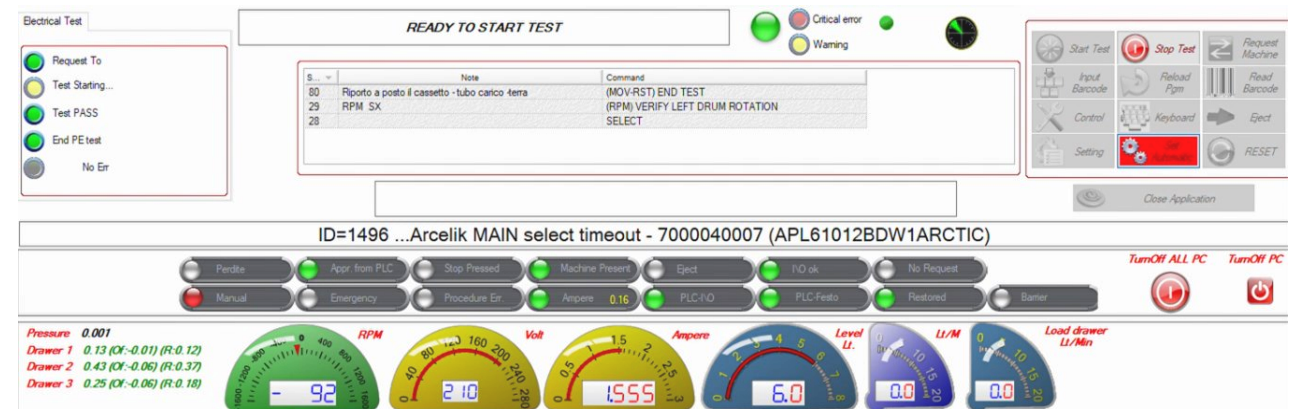 Electrical Test
READY TO START TEST
Critical error
Warning
Request To
Test Starting...
Test PASS
End PE test
No Err
S... Note Command
80 Riporto a posto il cassetto - tubo carico -terra (MOV-RST) END TEST
29 RPM SX (RPM) VERIFY LEFT DRUM ROTATION
28 SELECT
Start Test Stop Test Request Machine
Input Barcode Reload Pgm Read Barcode
Control Keyboard Eject
Setting Set Automatic RESET
Close Application
ID=1496 ...Arcelik MAIN select timeout - 7000040007 (APL61012BDW1ARCTIC)
Perdite Appr. from PLC Stop Pressed Machine Present Eject I\O ok No Request
Manual Emergency Procedure Err. Ampere 0.16 PLC-I\O PLC-Festo Restored Barrier
TurnOff ALL PC TurnOff PC
Pressure 0.001
Drawer 1 0.13 (Of:-0.01) (R:0.12)
Drawer 2 0.43 (Of:-0.06) (R:0.37)
Drawer 3 0.25 (Of:-0.06) (R:0.18)
RPM Volt Ampere Level Lt. Lt/M Load drawer Lt/Min
- 92 210 1.555 6.0 0.0 0.0